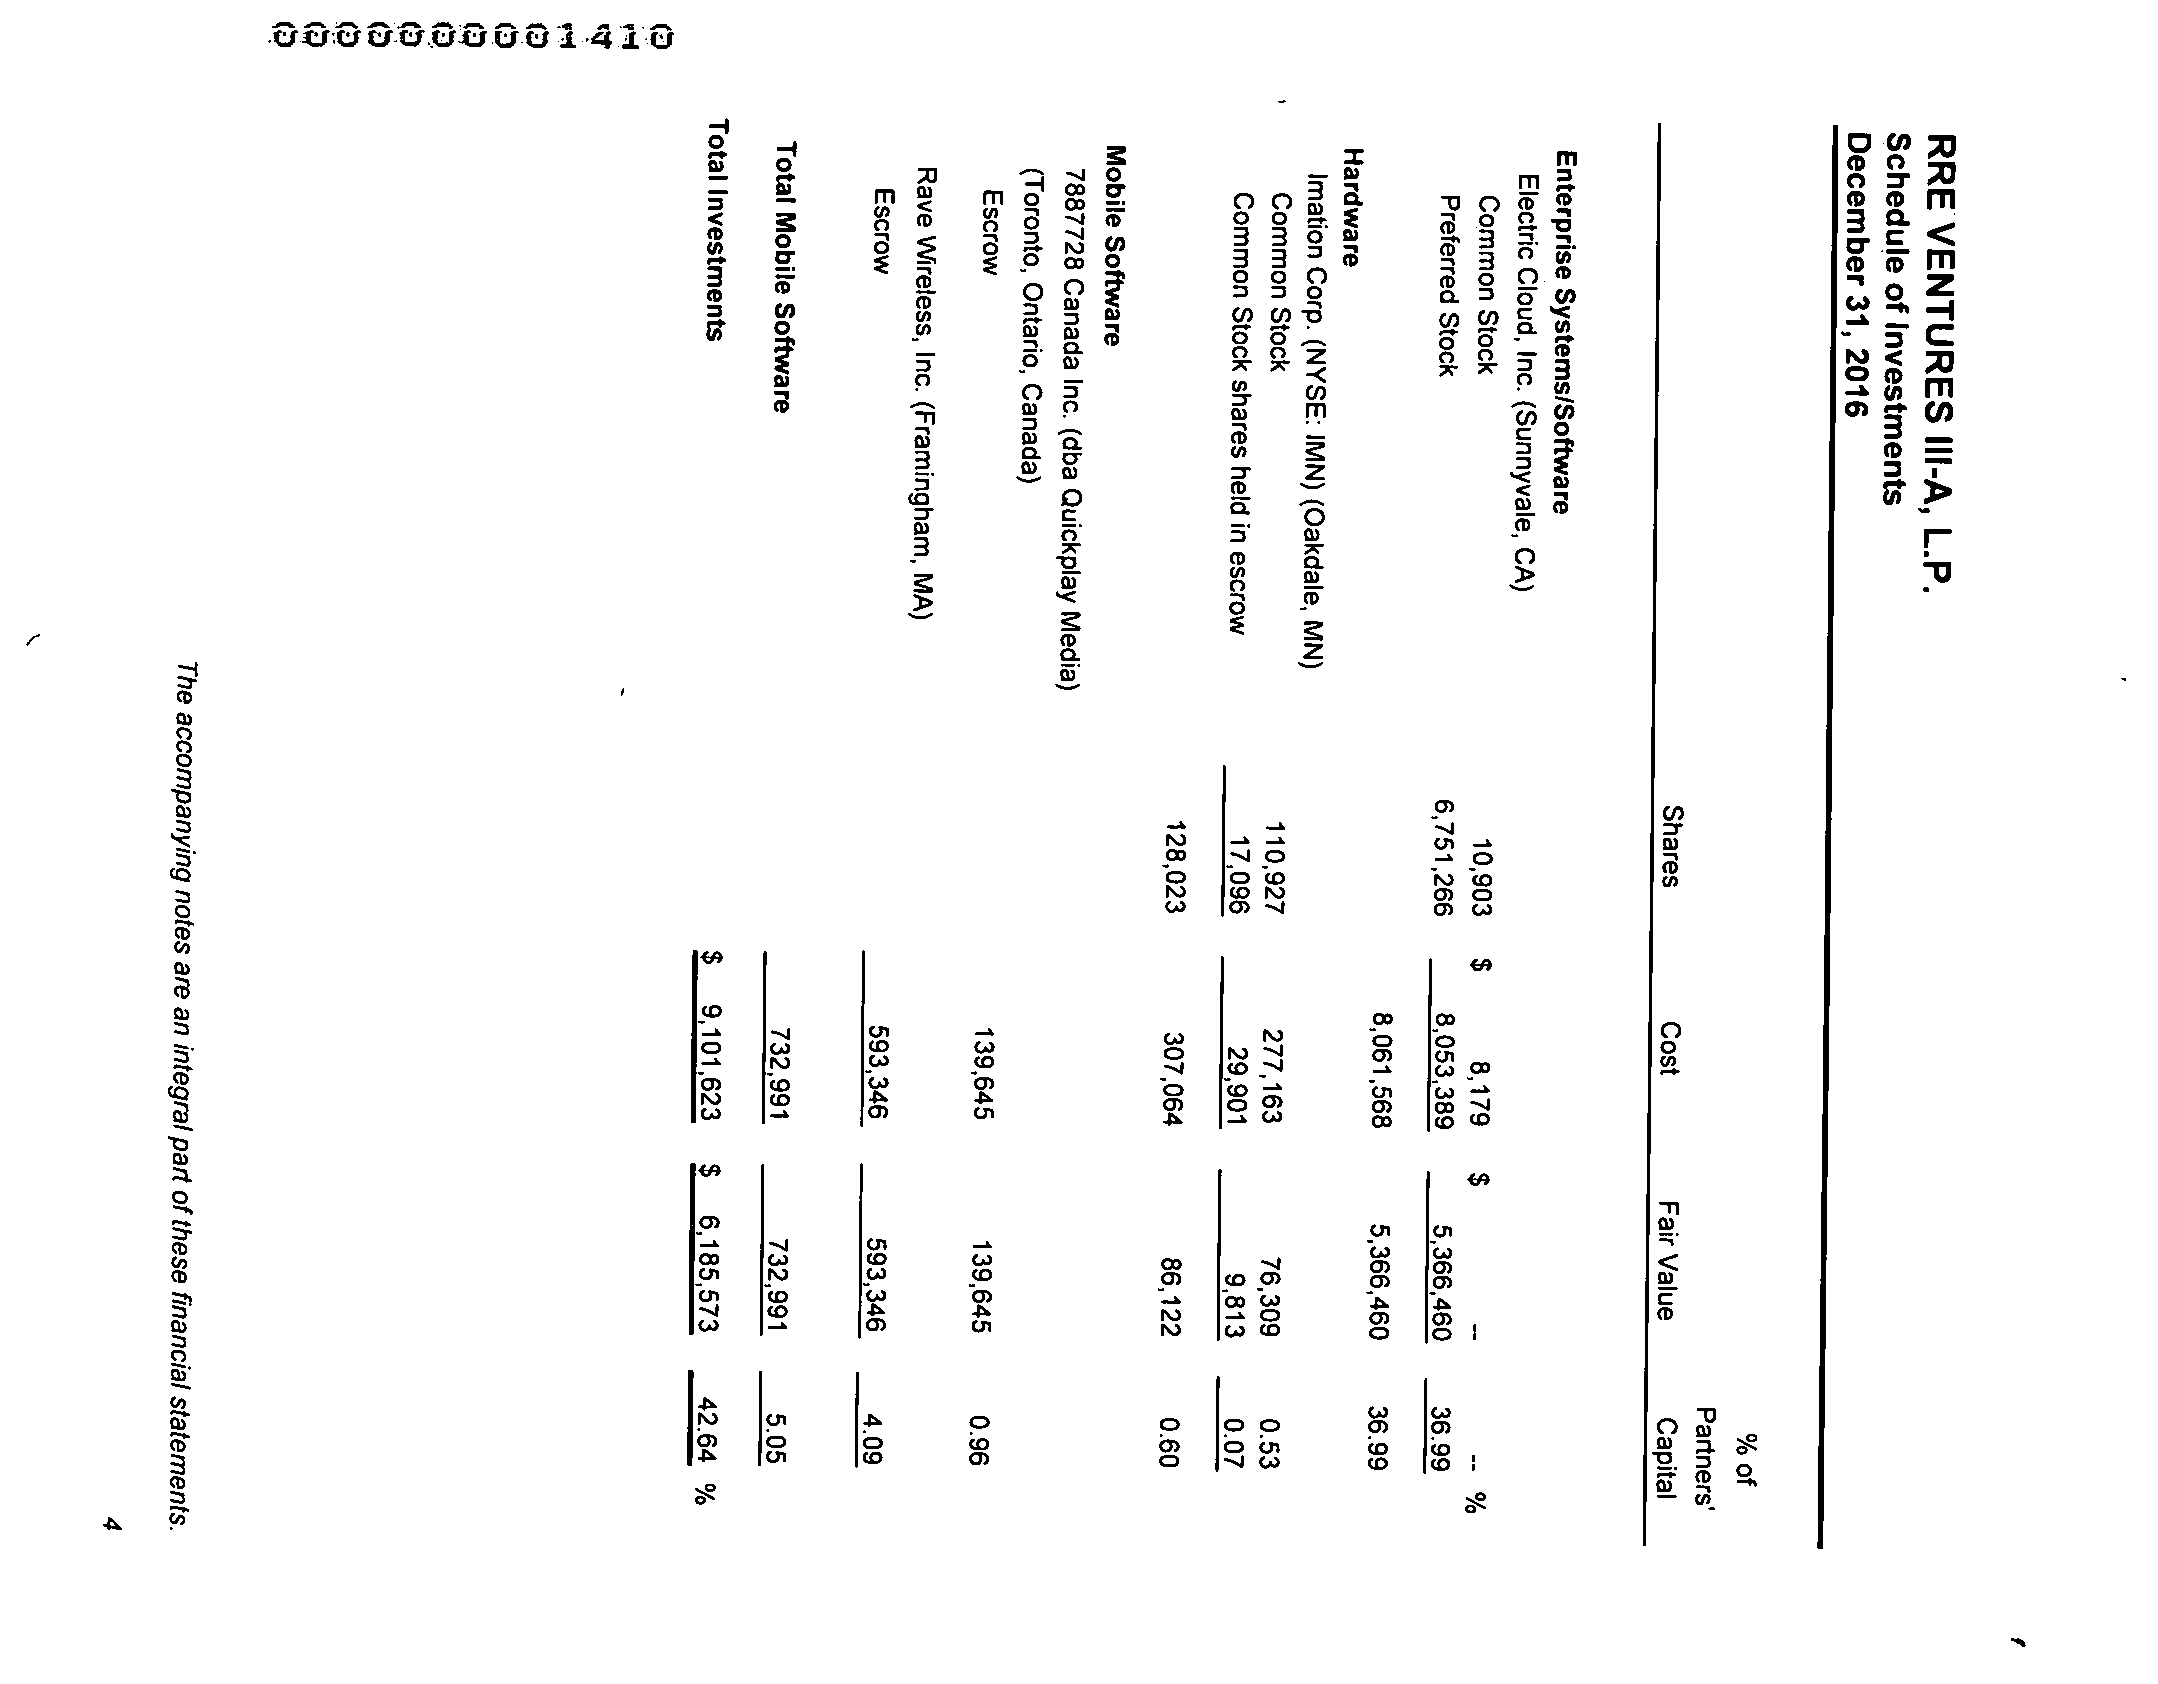 0000000001410
RRE VENTURES III-A, L.P.
Schedule of Investments
December 31, 2016
% of
Partners'
Shares Cost Fair Value Capital
Enterprise Systems/Software
Electric Cloud, Inc. (Sunnyvale, CA)
Common Stock 10,903 $ 8,179 $ -- -- %
Preferred Stock 6,751,266 8,053,389 5,366,460 36.99
8,061,568 5,366,460 36.99
Hardware
Imation Corp. (NYSE: IMN) (Oakdale, MN)
Common Stock 110,927 277,163 76,309 0.53
Common Stock shares held in escrow 17,096 29,901 9,813 0.07
128,023 307,064 86,122 0.60
Mobile Software
7887728 Canada Inc. (dba Quickplay Media)
(Toronto, Ontario, Canada)
Escrow 139,645 139,645 0.96
Rave Wireless, Inc. (Framingham, MA)
Escrow 593,346 593,346 4.09
Total Mobile Software 732,991 732,991 5.05
Total Investments $ 9,101,623 $ 6,185,573 42.64 %
The accompanying notes are an integral part of these financial statements.
4